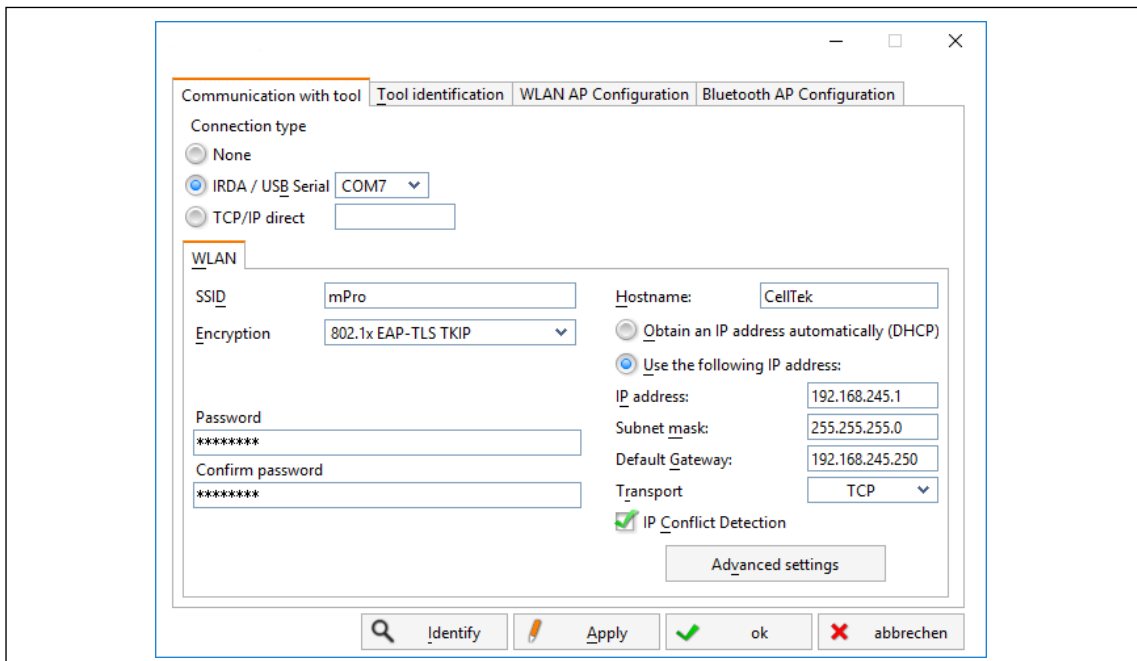 Communication with tool Tool identification WLAN AP Configuration Bluetooth AP Configuration
Connection type
None
IRDA / USB Serial COM7
TCP/IP direct
WLAN
SSID mPro
Encryption 802.1x EAP-TLS TKIP
Password
********
Confirm password
********
Hostname: CellTek
Obtain an IP address automatically (DHCP)
Use the following IP address:
IP address: 192.168.245.1
Subnet mask: 255.255.255.0
Default Gateway: 192.168.245.250
Transport TCP
IP Conflict Detection
Advanced settings
Identify Apply ok abbrechen